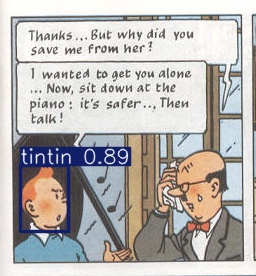 Thanks... But why did you
save me from her?
I wanted to get you alone
... Now, sit down at the
piano : it's safer... Then
talk!
tintin 0.89